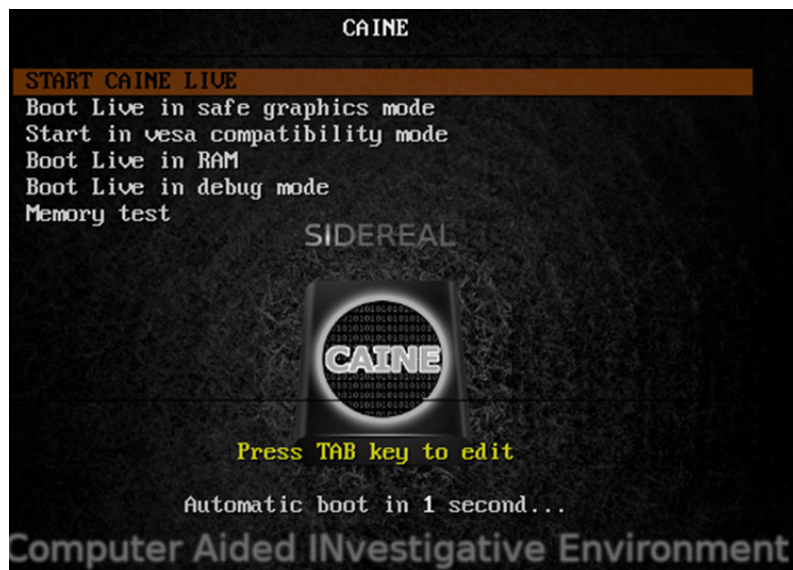 CAINE
START CAINE LIVE
Boot Live in safe graphics mode
Start in vesa compatibility mode
Boot Live in RAM
Boot Live in debug mode
Memory test
SIDEREAL
CAINE
Press TAB key to edit
Automatic boot in 1 second...
Computer Aided INvestigative Environment